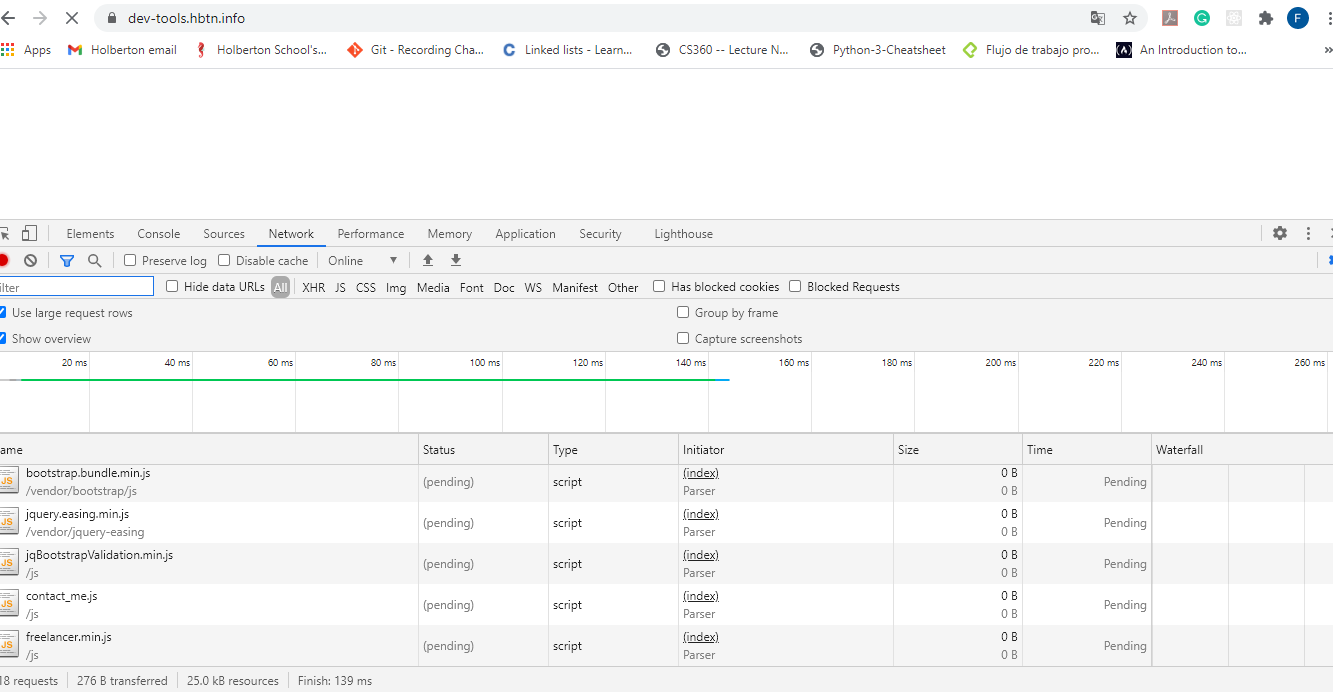 dev-tools.hbtn.info
F
Apps Holberton email Holberton School's... Git - Recording Cha... Linked lists - Learn... CS360 -- Lecture N... Python-3-Cheatsheet Flujo de trabajo pro... An Introduction to... »
Elements Console Sources Network Performance Memory Application Security Lighthouse
Preserve log Disable cache Online
ilter Hide data URLs All XHR JS CSS Img Media Font Doc WS Manifest Other Has blocked cookies Blocked Requests
Use large request rows Group by frame
Show overview Capture screenshots
20 ms 40 ms 60 ms 80 ms 100 ms 120 ms 140 ms 160 ms 180 ms 200 ms 220 ms 240 ms 260 ms
ame Status Type Initiator Size Time Waterfall
JS bootstrap.bundle.min.js (pending) script (index) 0 B Pending
/vendor/bootstrap/js Parser 0 B
JS jquery.easing.min.js (pending) script (index) 0 B Pending
/vendor/jquery-easing Parser 0 B
JS jqBootstrapValidation.min.js (pending) script (index) 0 B Pending
/js Parser 0 B
JS contact_me.js (pending) script (index) 0 B Pending
/js Parser 0 B
JS freelancer.min.js (pending) script (index) 0 B Pending
/js Parser 0 B
18 requests 276 B transferred 25.0 kB resources Finish: 139 ms